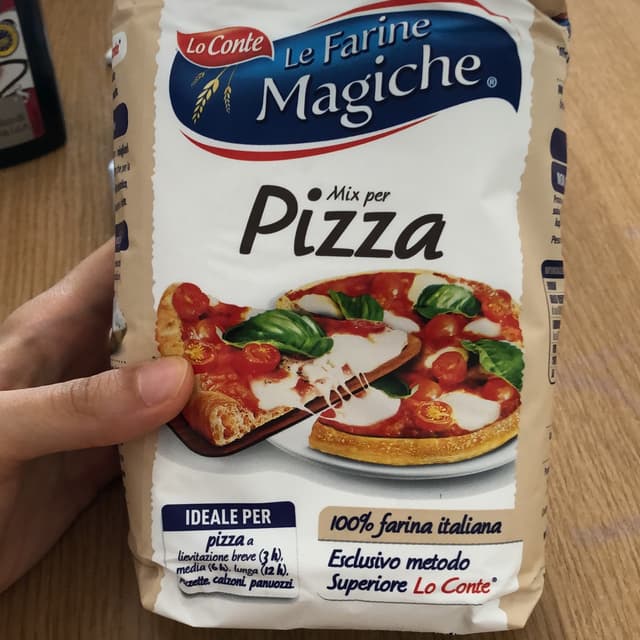 Lo Conte
Le Farine
Magiche®
Mix per
Pizza
IDEALE PER
pizza a
lievitazione breve (3 h),
media (6 h), lunga (12 h),
pizzette, calzoni, panuozzi
100% farina italiana
Esclusivo metodo
Superiore Lo Conte®